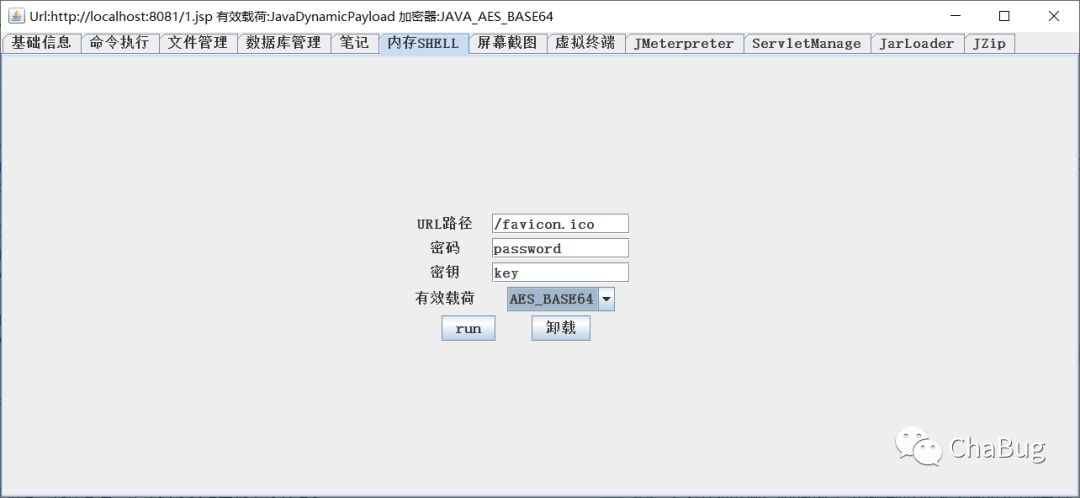 Url:http://localhost:8081/1.jsp 有效载荷:JavaDynamicPayload 加密器:JAVA_AES_BASE64
基础信息 命令执行 文件管理 数据库管理 笔记 内存SHELL 屏幕截图 虚拟终端 JMeterpreter ServletManage JarLoader JZip
URL路径 /favicon.ico
密码 password
密钥 key
有效载荷 AES_BASE64
run 卸载
ChaBug